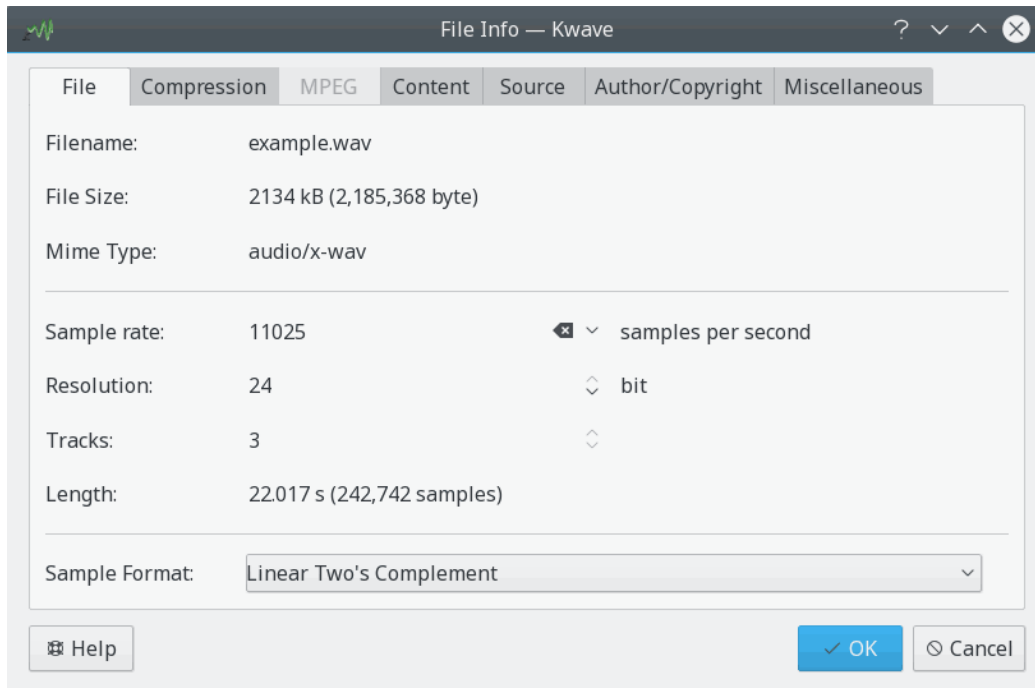 File Info — Kwave
File Compression MPEG Content Source Author/Copyright Miscellaneous
Filename: example.wav
File Size: 2134 kB (2,185,368 byte)
Mime Type: audio/x-wav
Sample rate: 11025 samples per second
Resolution: 24 bit
Tracks: 3
Length: 22.017 s (242,742 samples)
Sample Format: Linear Two's Complement
Help OK Cancel